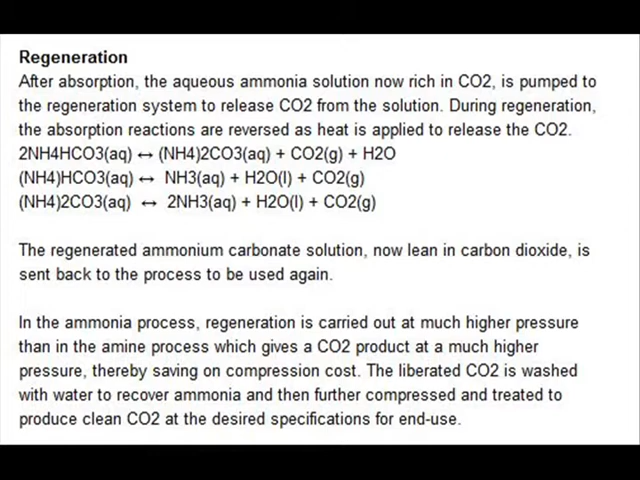 Regeneration
After absorption, the aqueous ammonia solution now rich in CO2, is pumped to
the regeneration system to release CO2 from the solution. During regeneration,
the absorption reactions are reversed as heat is applied to release the CO2.
2NH4HCO3(aq) ↔ (NH4)2CO3(aq) + CO2(g) + H2O
(NH4)HCO3(aq) ↔ NH3(aq) + H2O(l) + CO2(g)
(NH4)2CO3(aq) ↔ 2NH3(aq) + H2O(l) + CO2(g)
The regenerated ammonium carbonate solution, now lean in carbon dioxide, is
sent back to the process to be used again.
In the ammonia process, regeneration is carried out at much higher pressure
than in the amine process which gives a CO2 product at a much higher
pressure, thereby saving on compression cost. The liberated CO2 is washed
with water to recover ammonia and then further compressed and treated to
produce clean CO2 at the desired specifications for end-use.